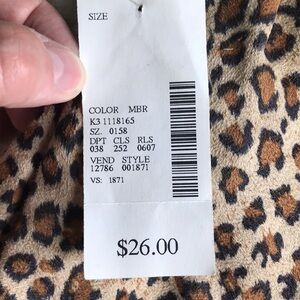 SIZE
COLOR MBR
K3 1118165
SZ. 0158
DPT CLS RLS
038 252 0607
VEND STYLE
12786 001871
VS: 1871
$26.00